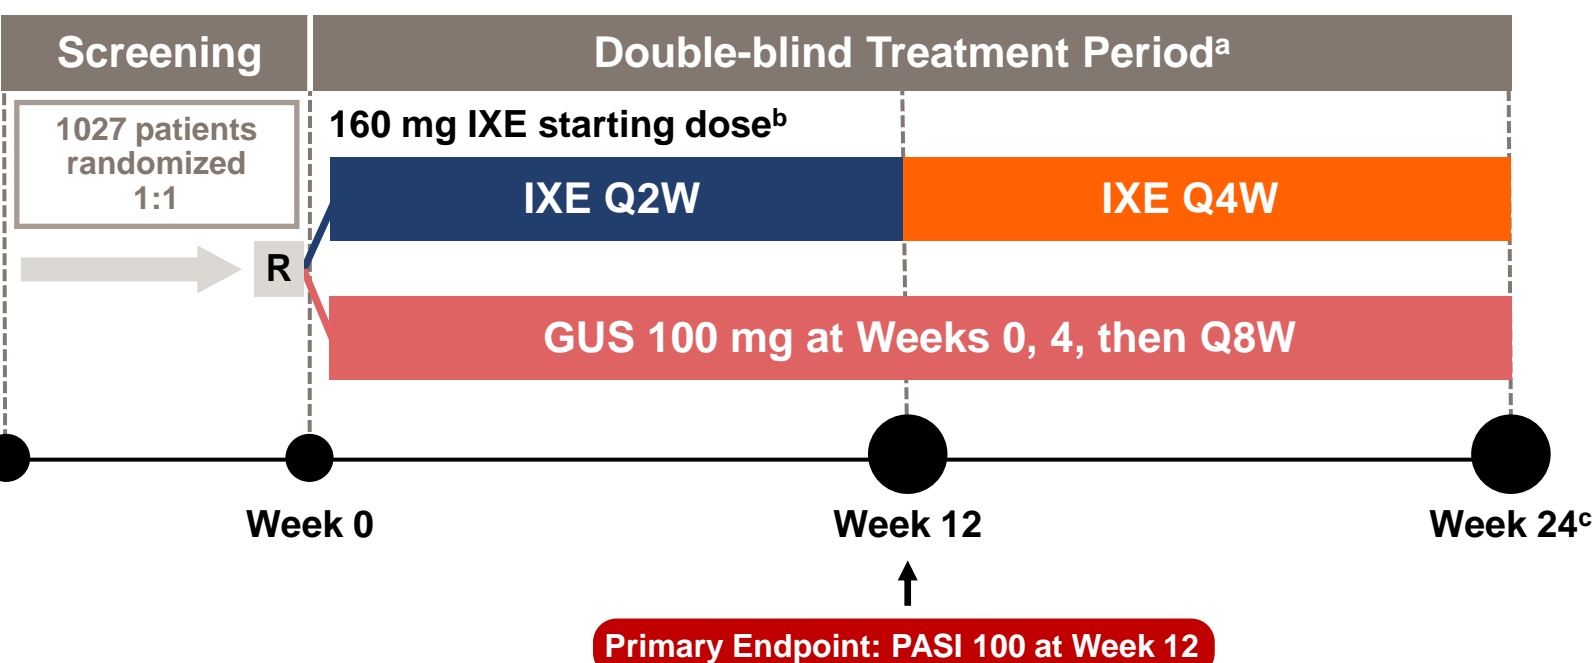 Screening
Double-blind Treatment Periodᵃ
1027 patients
randomized
1:1
160 mg IXE starting doseᵇ
IXE Q2W
IXE Q4W
R
GUS 100 mg at Weeks 0, 4, then Q8W
Week 0
Week 12
Week 24ᶜ
Primary Endpoint: PASI 100 at Week 12